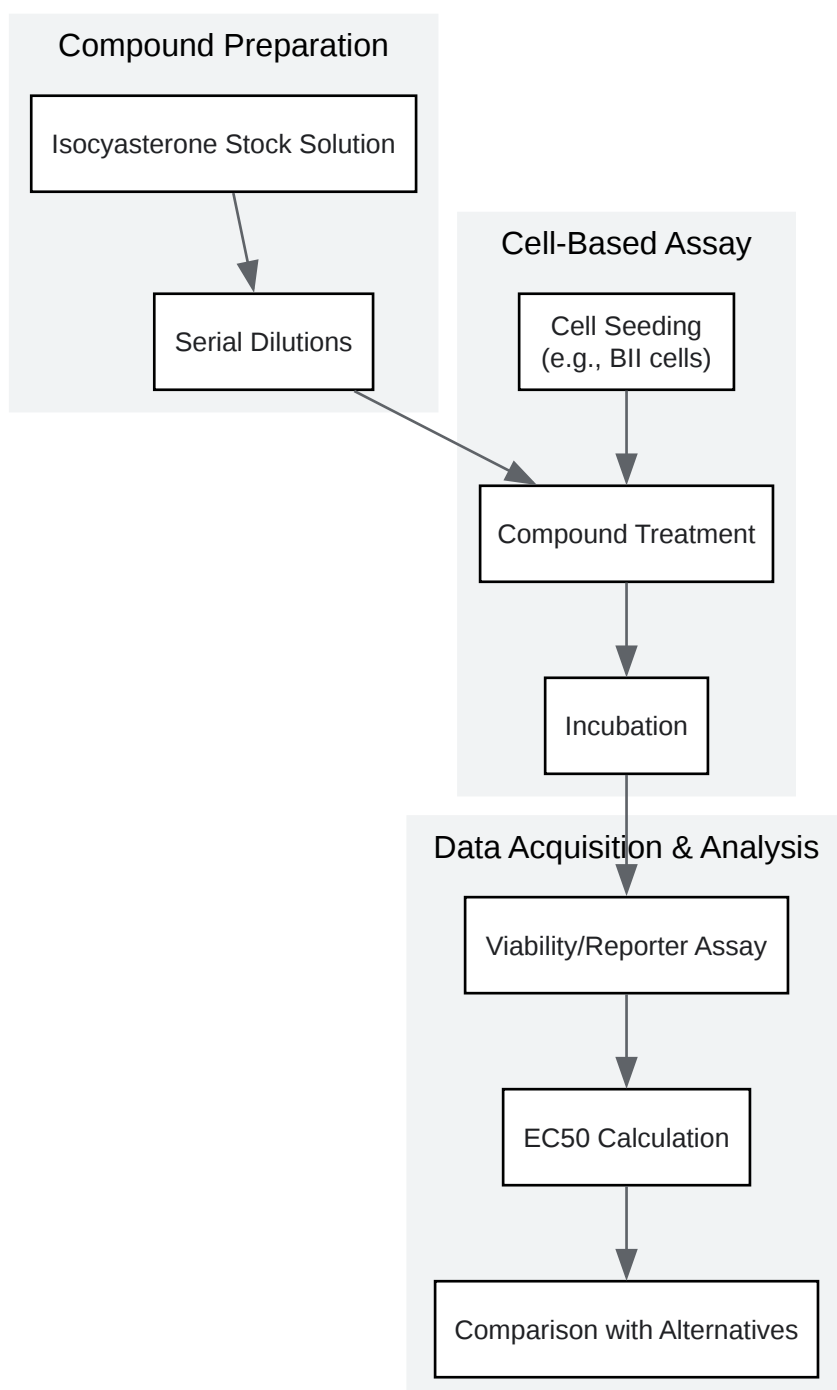 Compound Preparation
Isocyasterone Stock Solution
Serial Dilutions
Cell-Based Assay
Cell Seeding
(e.g., BII cells)
Compound Treatment
Incubation
Data Acquisition & Analysis
Viability/Reporter Assay
EC50 Calculation
Comparison with Alternatives